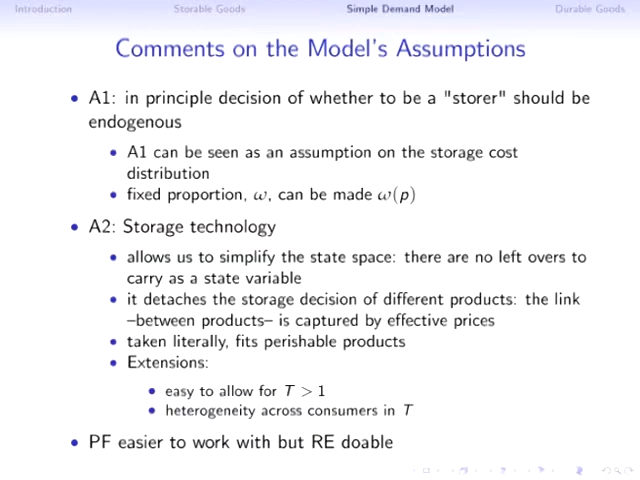 Introduction Storable Goods Simple Demand Model Durable Goods
Comments on the Model's Assumptions
• A1: in principle decision of whether to be a "storer" should be
endogenous
• A1 can be seen as an assumption on the storage cost
distribution
• fixed proportion, ω, can be made ω(p)
• A2: Storage technology
• allows us to simplify the state space: there are no left overs to
carry as a state variable
• it detaches the storage decision of different products: the link
–between products– is captured by effective prices
• taken literally, fits perishable products
• Extensions:
• easy to allow for T > 1
• heterogeneity across consumers in T
• PF easier to work with but RE doable